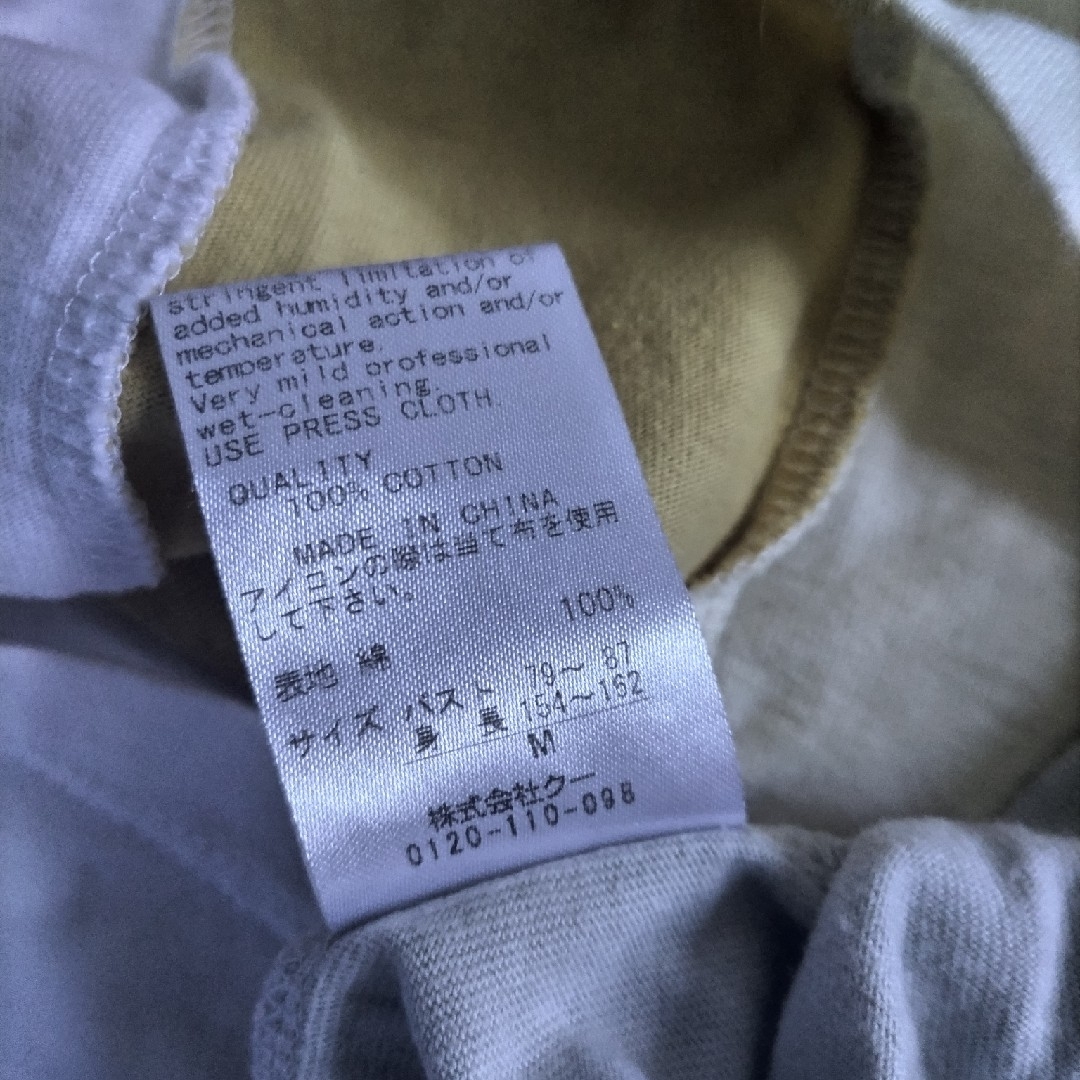 stringent limitation of
added humidity and/or
mechanical action and/or
temperature.
Very mild professional
wet-cleaning.
USE PRESS CLOTH.
QUALITY
100% COTTON
MADE IN CHINA
アイロンの際は当て布を使用
して下さい。
表地 綿 100%
サイズ バスト 79〜 87
身 長 154〜162
M
株式会社クー
0120-110-098